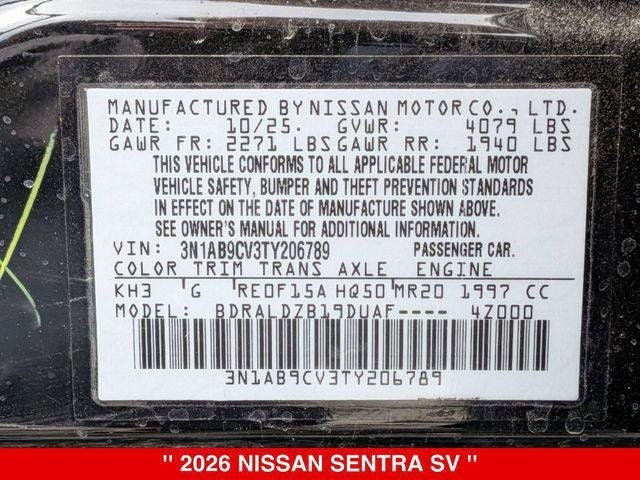 MANUFACTURED BY NISSAN MOTOR CO., LTD.
DATE: 10/25. GVWR: 4079 LBS
GAWR FR: 2271 LBS GAWR RR: 1940 LBS
THIS VEHICLE CONFORMS TO ALL APPLICABLE FEDERAL MOTOR
VEHICLE SAFETY, BUMPER AND THEFT PREVENTION STANDARDS
IN EFFECT ON THE DATE OF MANUFACTURE SHOWN ABOVE.
SEE OWNER'S MANUAL FOR ADDITIONAL INFORMATION.
VIN: 3N1AB9CV3TY206789 PASSENGER CAR.
COLOR TRIM TRANS AXLE ENGINE
KH3 G RE0F15A HQ50 MR20 1997 CC
MODEL: BDRALDZB19DUAF---- 4Z000
3N1AB9CV3TY206789
" 2026 NISSAN SENTRA SV "